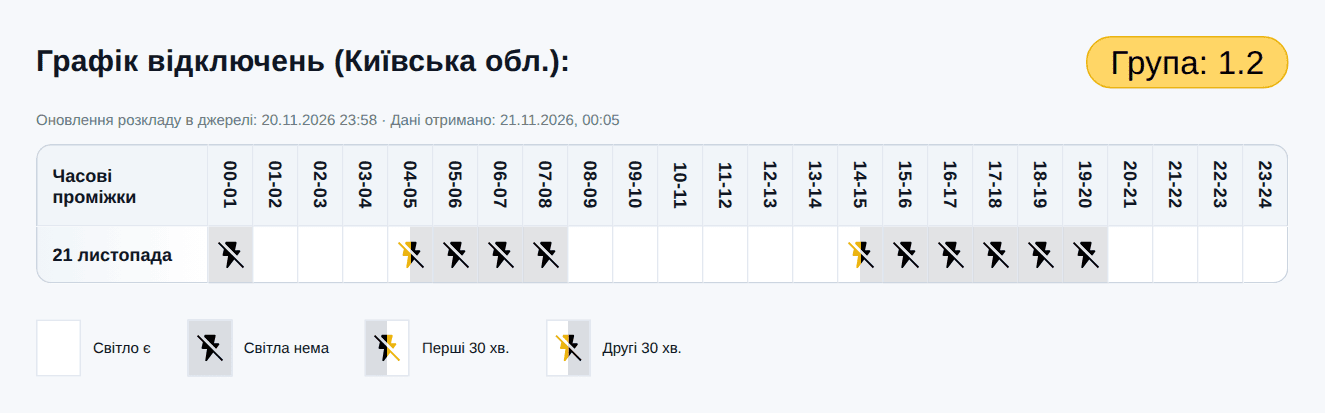 Графік відключень (Київська обл.):
Група: 1.2
Оновлення розкладу в джерелі: 20.11.2026 23:58 · Дані отримано: 21.11.2026, 00:05
Часові
проміжки
00-01
01-02
02-03
03-04
04-05
05-06
06-07
07-08
08-09
09-10
10-11
11-12
12-13
13-14
14-15
15-16
16-17
17-18
18-19
19-20
20-21
21-22
22-23
23-24
21 листопада
Світло є
Світла нема
Перші 30 хв.
Другі 30 хв.